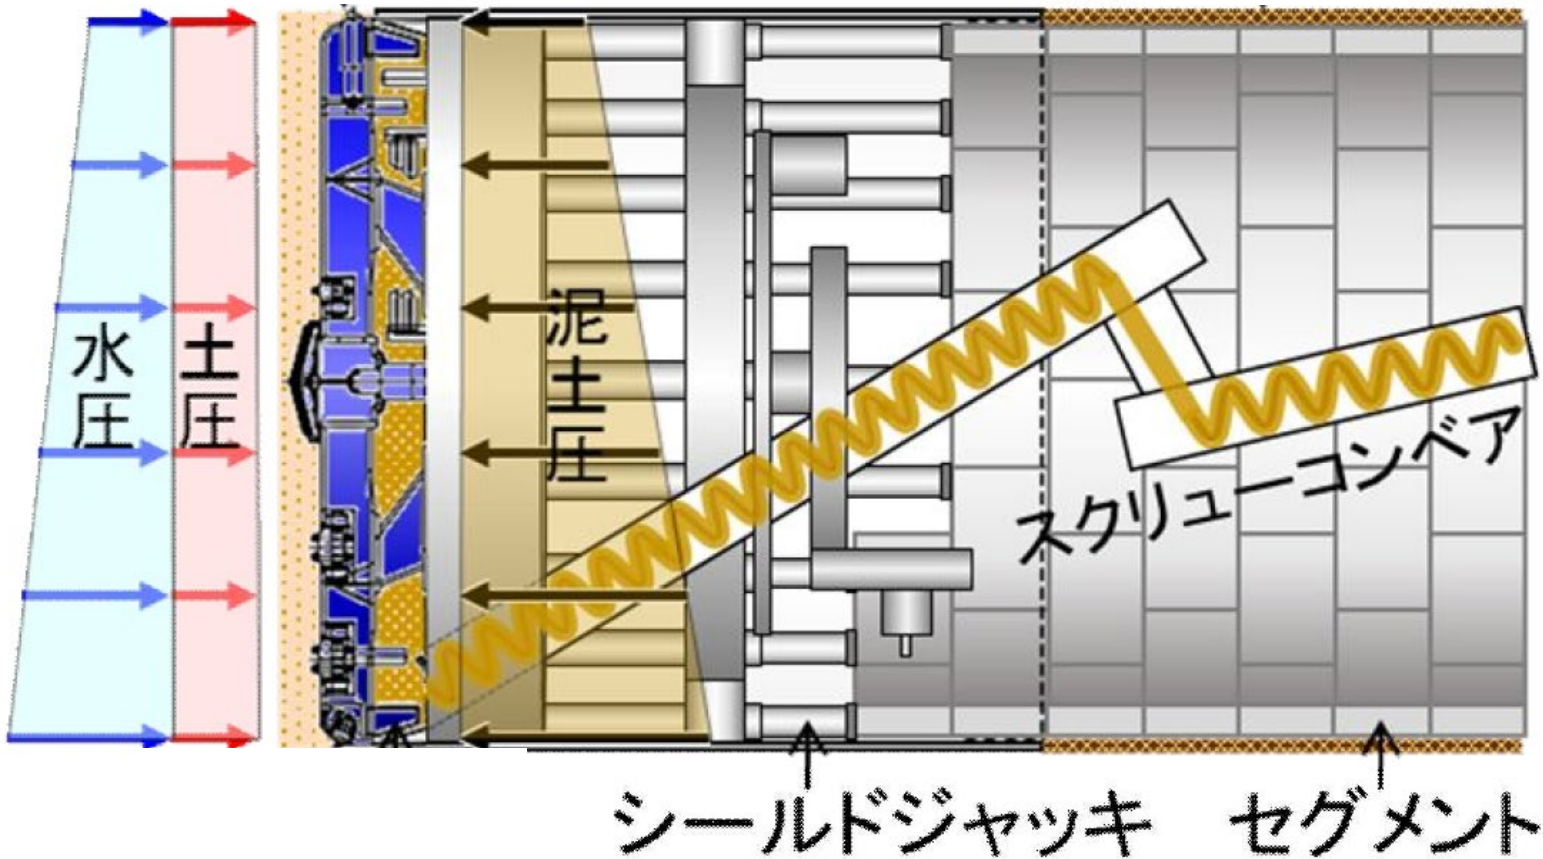 水圧
土圧
泥土圧
スクリューコンベア
シールドジャッキ
セグメント